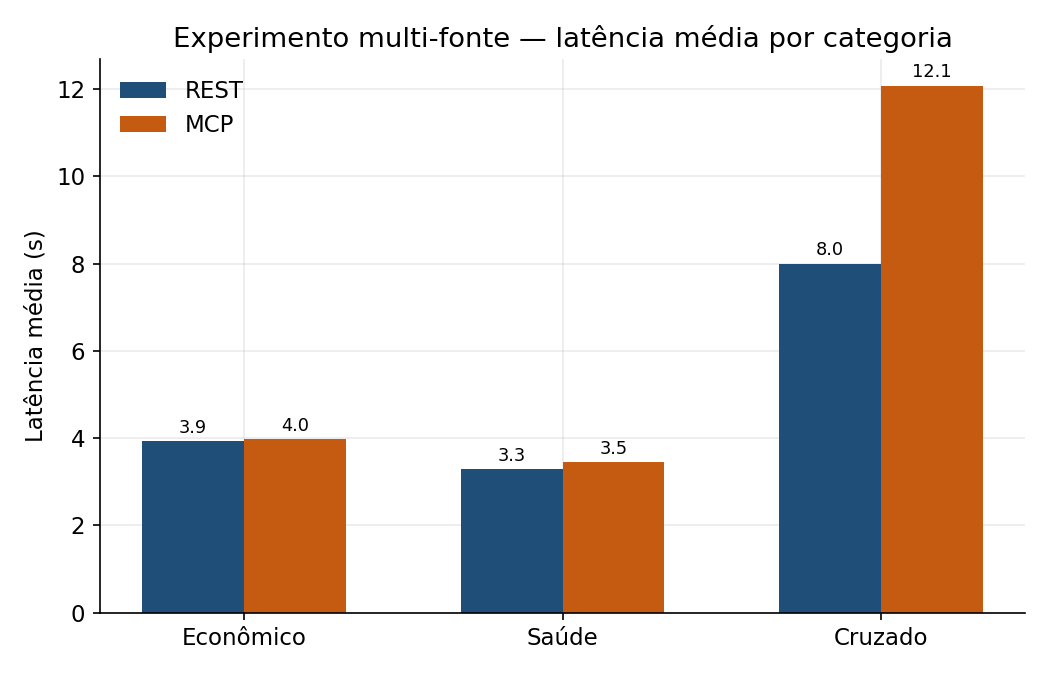 Experimento multi-fonte — latência média por categoria
REST
MCP
Latência média (s)
12
10
8
6
4
2
0
3.9
4.0
3.3
3.5
8.0
12.1
Econômico
Saúde
Cruzado